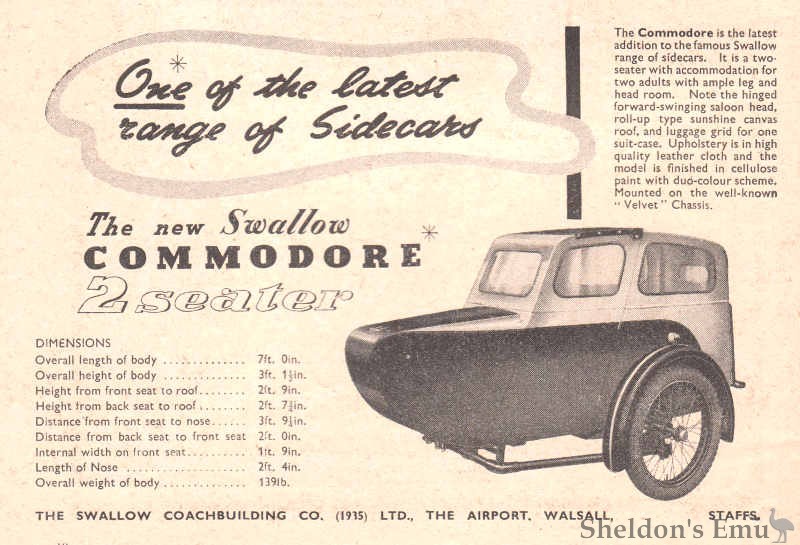 One* of the latest
range of Sidecars
The Commodore is the latest
addition to the famous Swallow
range of sidecars. It is a two-
seater with accommodation for
two adults with ample leg and
head room. Note the hinged
forward-swinging saloon head,
roll-up type sunshine canvas
roof, and luggage grid for one
suit-case. Upholstery is in high
quality leather cloth and the
model is finished in cellulose
paint with duo-colour scheme.
Mounted on the well-known
"Velvet" Chassis.
The new Swallow
COMMODORE*
2 seater
DIMENSIONS
Overall length of body .............. 7ft. 0in.
Overall height of body .............. 3ft. 1½in.
Height from front seat to roof........ 2ft. 9in.
Height from back seat to roof........ 2ft. 7½in.
Distance from front seat to nose...... 3ft. 9½in.
Distance from back seat to front seat 2ft. 0in.
Internal width on front seat.......... 1ft. 9in.
Length of Nose .................... 2ft. 4in.
Overall weight of body.............. 139lb.
THE SWALLOW COACHBUILDING CO. (1935) LTD., THE AIRPORT, WALSALL, STAFFS.
Sheldon's Emu